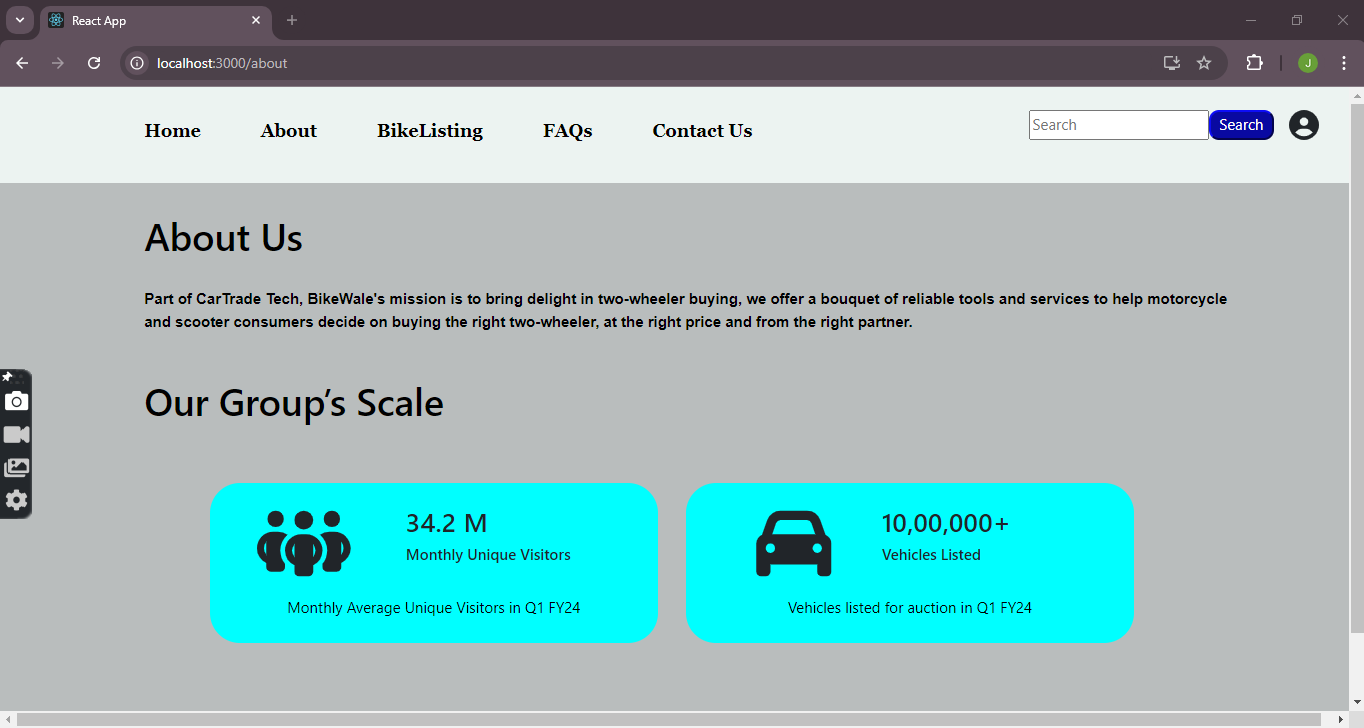 React App
localhost:3000/about
J
Home About BikeListing FAQs Contact Us Search Search
About Us
Part of CarTrade Tech, BikeWale's mission is to bring delight in two-wheeler buying, we offer a bouquet of reliable tools and services to help motorcycle
and scooter consumers decide on buying the right two-wheeler, at the right price and from the right partner.
Our Group’s Scale
34.2 M
Monthly Unique Visitors
Monthly Average Unique Visitors in Q1 FY24
10,00,000+
Vehicles Listed
Vehicles listed for auction in Q1 FY24